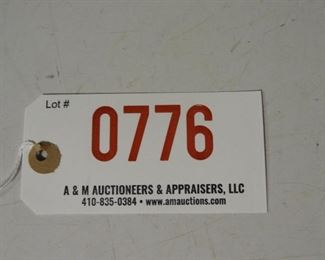 Lot #
0776
A & M AUCTIONEERS & APPRAISERS, LLC
410-835-0384 • www.amauctions.com